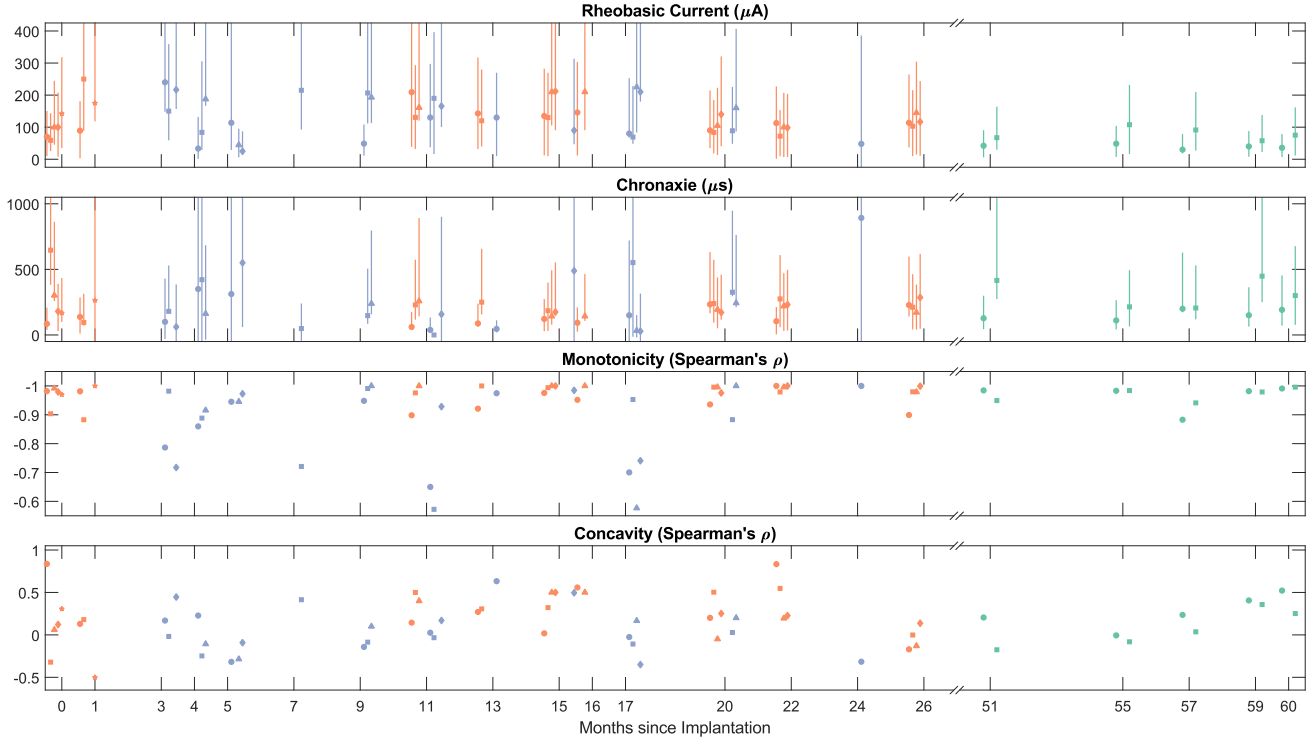 Rheobasic Current (μA)
400
300
200
100
0
Chronaxie (μs)
1000
500
0
Monotonicity (Spearman's ρ)
-1
-0.9
-0.8
-0.7
-0.6
Concavity (Spearman's ρ)
1
0.5
0
-0.5
0 1 3 4 5 7 9 11 13 15 16 17 20 22 24 26 51 55 57 59 60
Months since Implantation